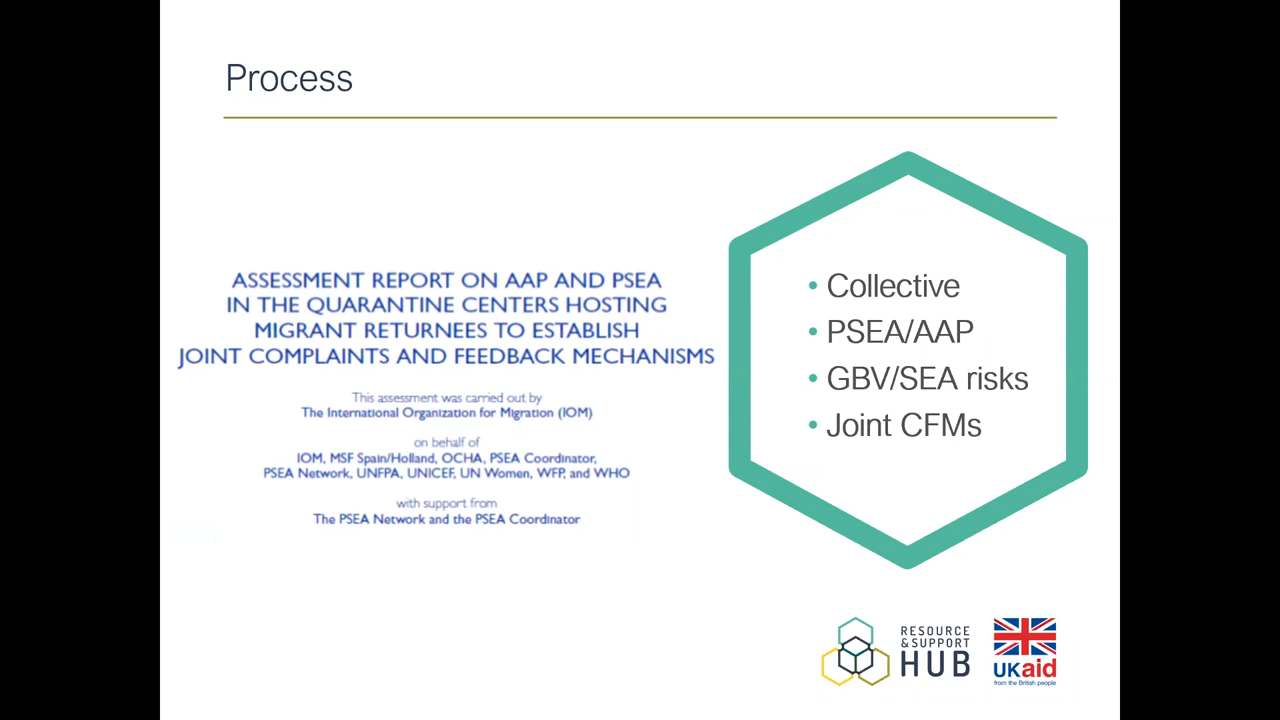 Process
ASSESSMENT REPORT ON AAP AND PSEA
IN THE QUARANTINE CENTERS HOSTING
MIGRANT RETURNEES TO ESTABLISH
JOINT COMPLAINTS AND FEEDBACK MECHANISMS
This assessment was carried out by
The International Organization for Migration (IOM)
on behalf of
IOM, MSF Spain/Holland, OCHA, PSEA Coordinator,
PSEA Network, UNFPA, UNICEF, UN Women, WFP, and WHO
with support from
The PSEA Network and the PSEA Coordinator
• Collective
• PSEA/AAP
• GBV/SEA risks
• Joint CFMs
RESOURCE
&SUPPORT
HUB
UKaid
from the British people